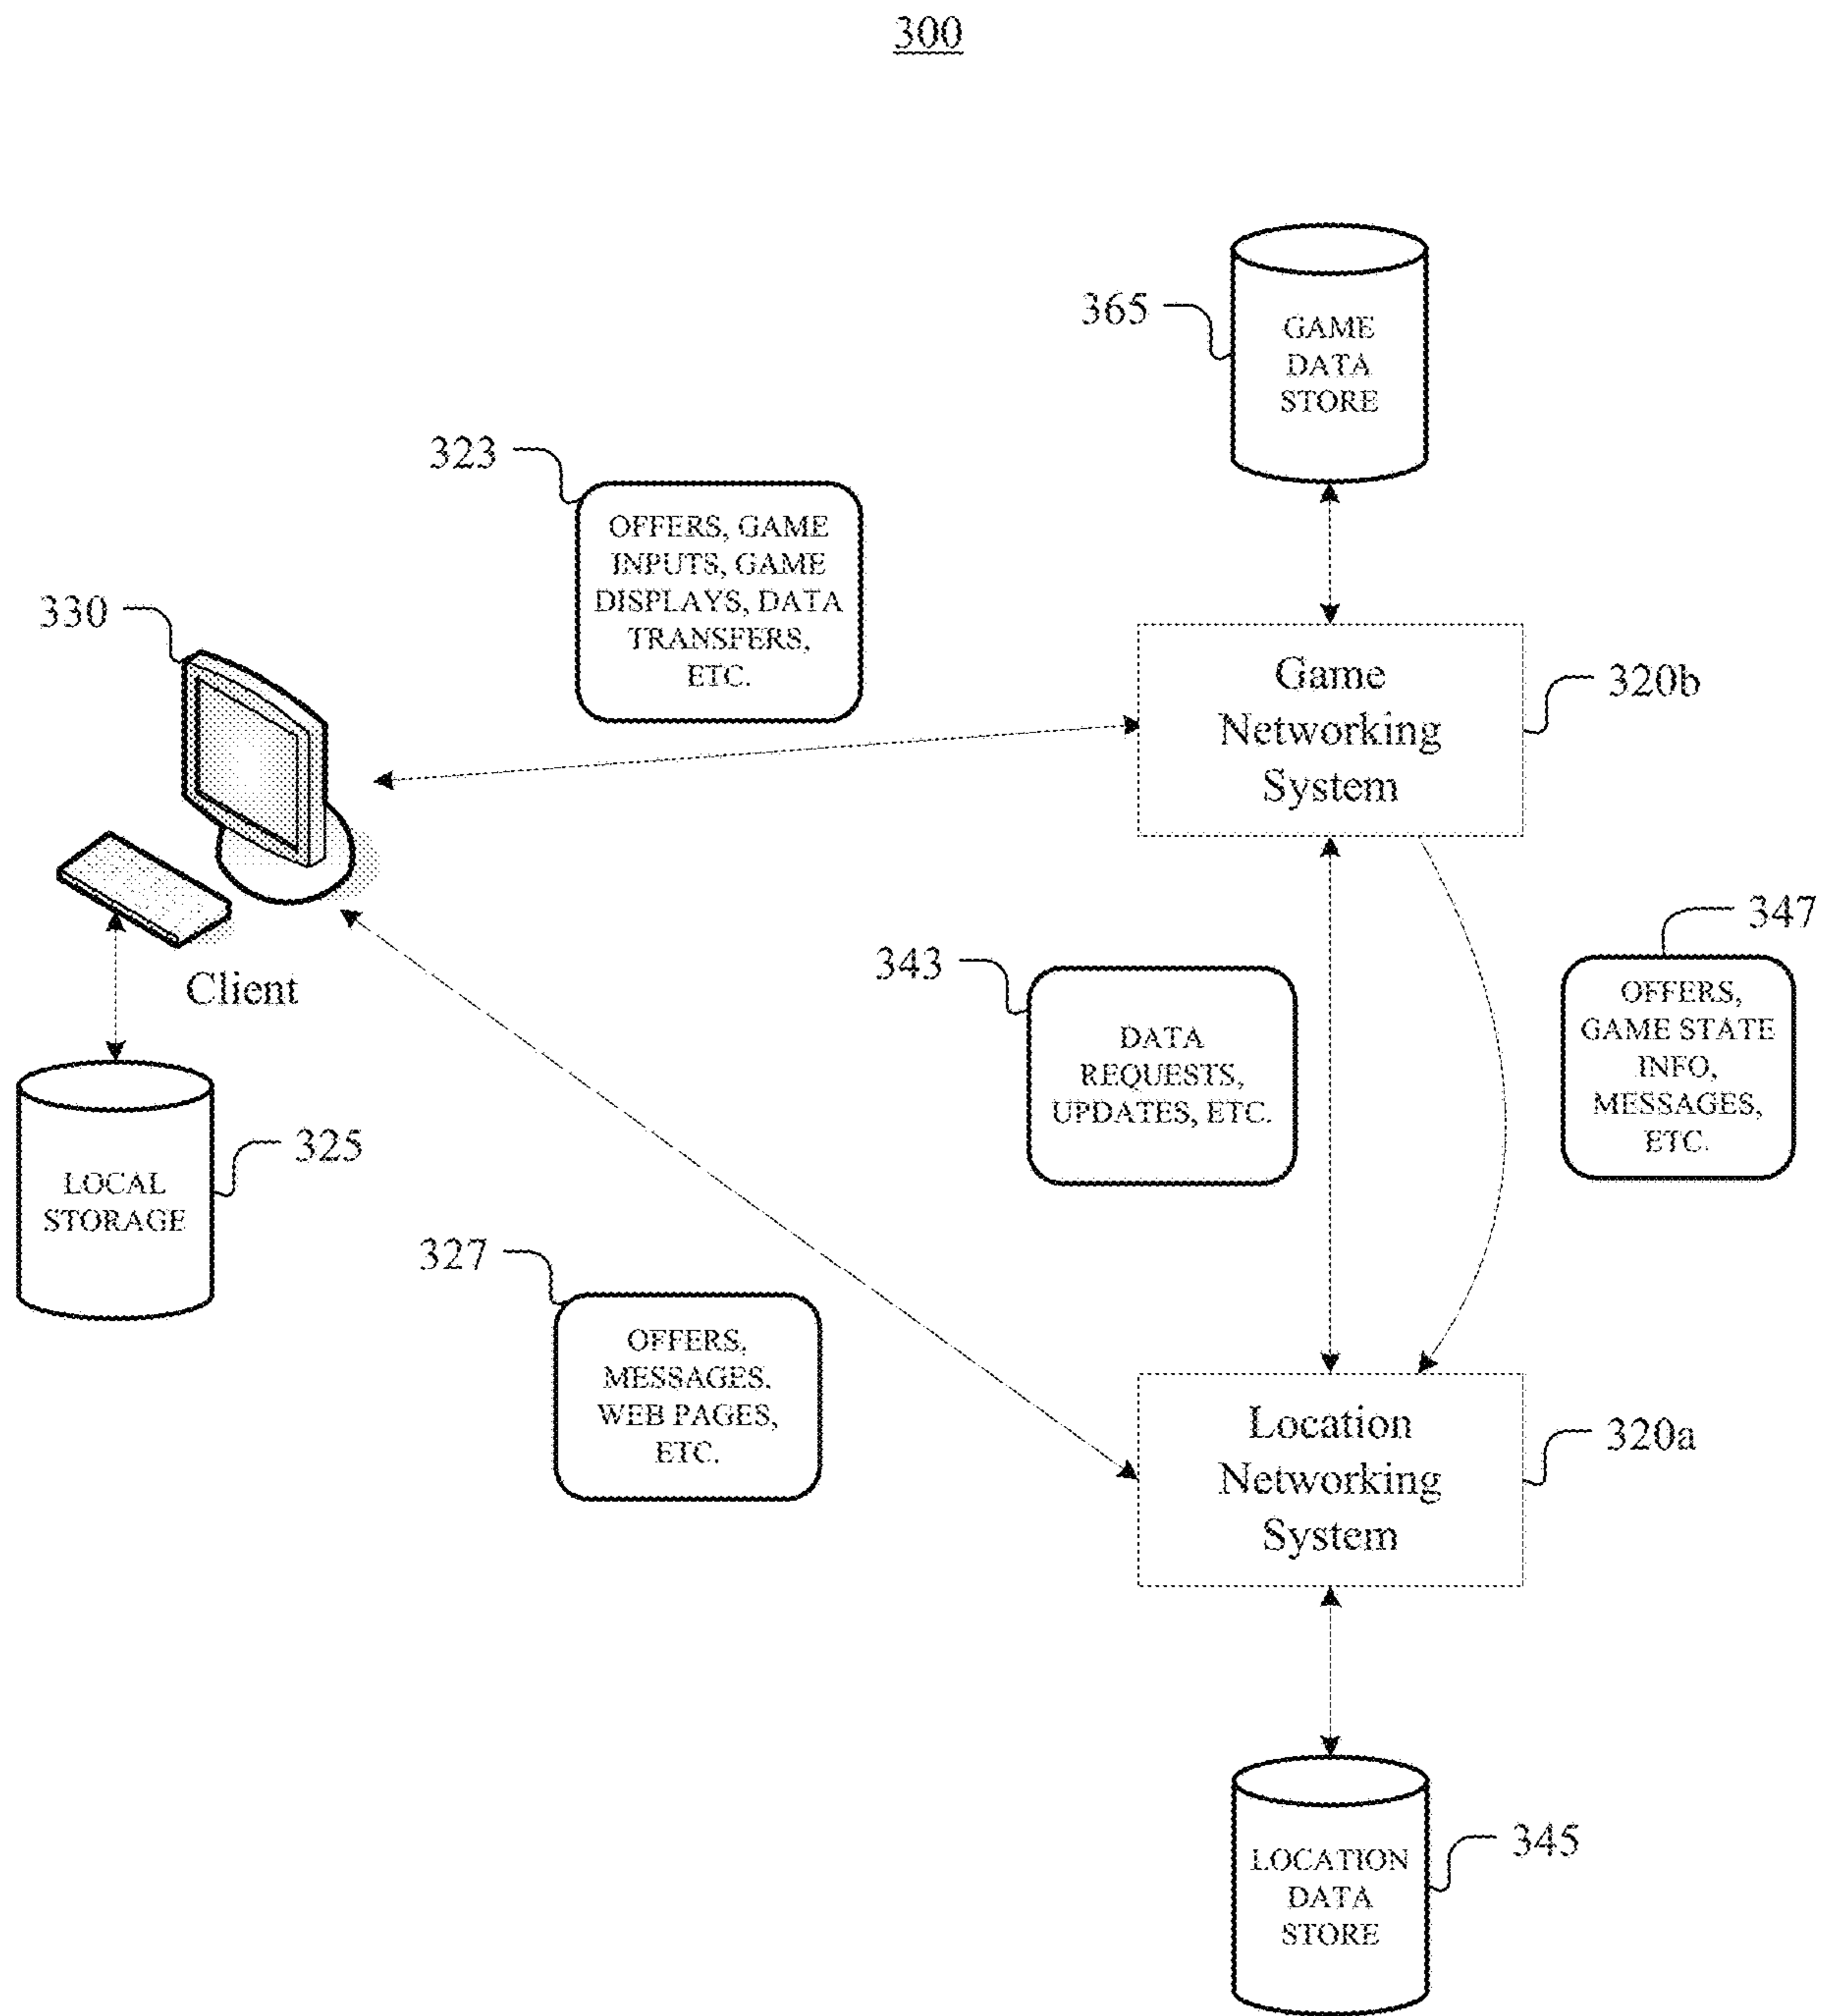 300
365
GAME
DATA
STORE
323
OFFERS, GAME
INPUTS, GAME
DISPLAYS, DATA
TRANSFERS,
ETC.
330
Game
Networking
System
320b
Client
343
DATA
REQUESTS,
UPDATES, ETC.
347
OFFERS,
GAME STATE
INFO,
MESSAGES,
ETC.
LOCAL
STORAGE
325
327
OFFERS,
MESSAGES,
WEB PAGES,
ETC.
Location
Networking
System
320a
LOCATION
DATA
STORE
345